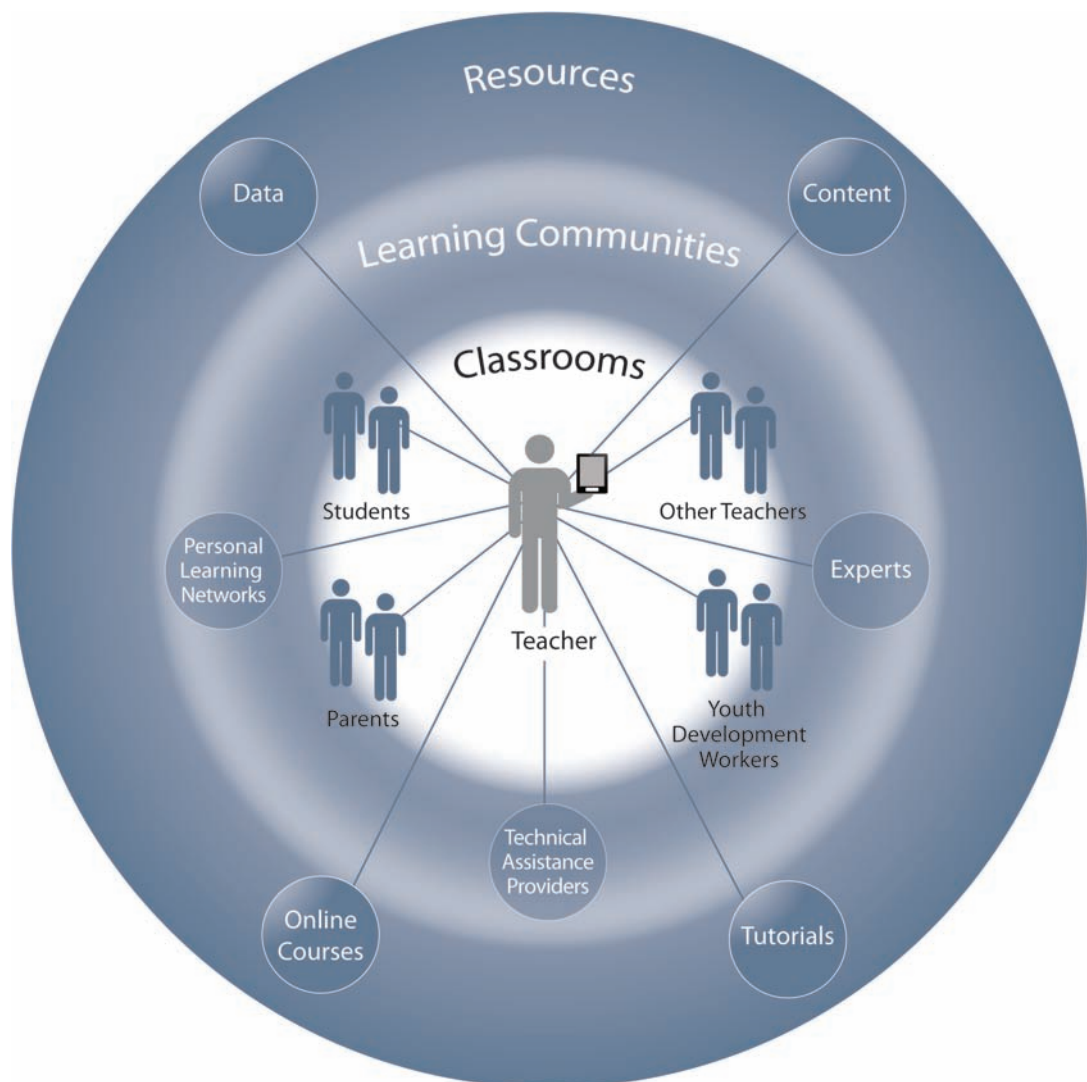 Resources
Data
Content
Learning Communities
Classrooms
Students
Other Teachers
Personal
Learning
Networks
Experts
Teacher
Parents
Youth
Development
Workers
Technical
Assistance
Providers
Online
Courses
Tutorials